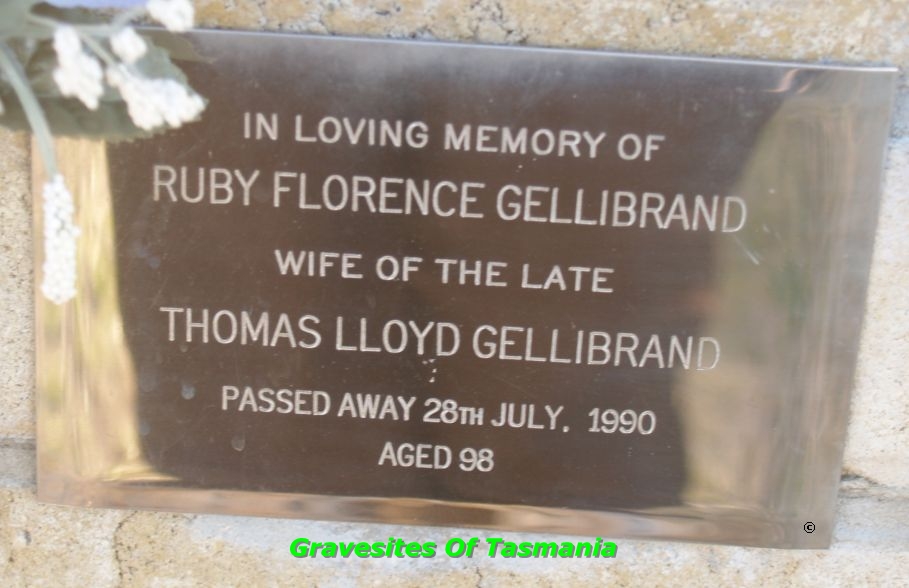 IN LOVING MEMORY OF
RUBY FLORENCE GELLIBRAND
WIFE OF THE LATE
THOMAS LLOYD GELLIBRAND
PASSED AWAY 28TH JULY, 1990
AGED 98
©
Gravesites Of Tasmania